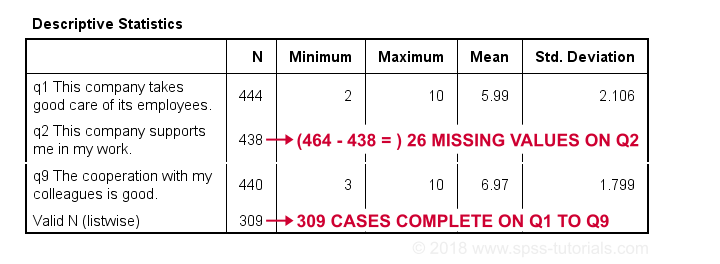 Descriptive Statistics
N Minimum Maximum Mean Std. Deviation
q1 This company takes
good care of its employees. 444 2 10 5.99 2.106
q2 This company supports
me in my work. 438 (464 - 438 = ) 26 MISSING VALUES ON Q2
q9 The cooperation with my
colleagues is good. 440 3 10 6.97 1.799
Valid N (listwise) 309 309 CASES COMPLETE ON Q1 TO Q9
© 2018 www.spss-tutorials.com